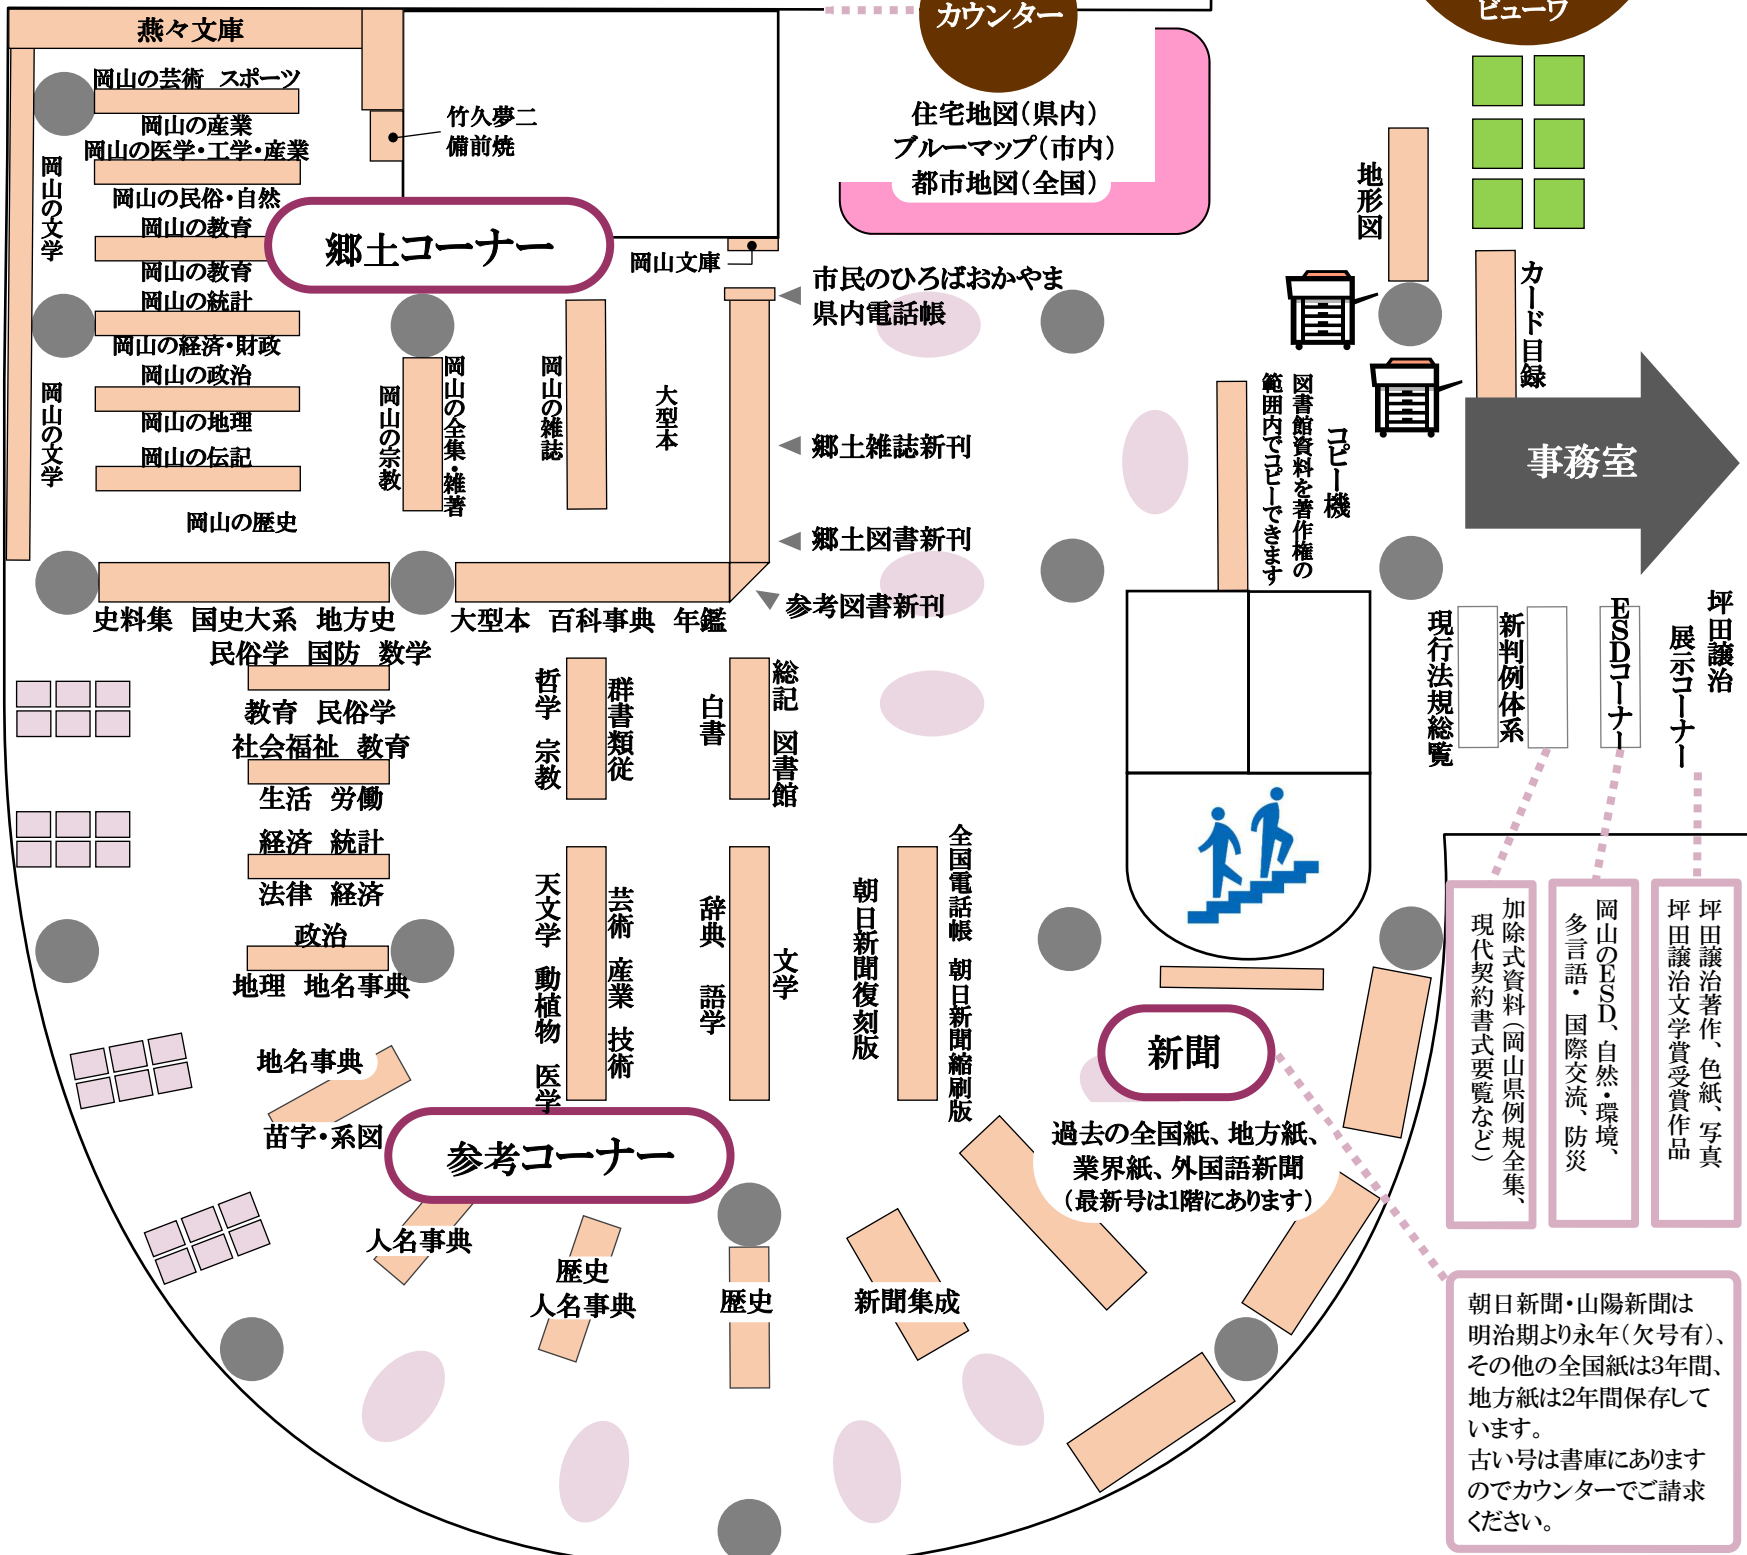 カウンター
ビューワ
燕々文庫
岡山の芸術 スポーツ
岡山の産業
岡山の医学・工学・産業
岡山の民俗・自然
岡山の教育
岡山の教育
岡山の統計
岡山の経済・財政
岡山の政治
岡山の地理
岡山の伝記
岡山の歴史
岡山の文学
岡山の文学
竹久夢二
備前焼
郷土コーナー
住宅地図(県内)
ブルーマップ(市内)
都市地図(全国)
岡山文庫
市民のひろばおかやま
県内電話帳
岡山の宗教
岡山の全集・雑著
岡山の雑誌
大型本
郷土雑誌新刊
郷土図書新刊
参考図書新刊
地形図
カード目録
コピー機
図書館資料を著作権の
範囲内でコピーできます
事務室
史料集 国史大系 地方史
大型本 百科事典 年鑑
民俗学 国防 数学
教育 民俗学
社会福祉 教育
生活 労働
経済 統計
法律 経済
政治
地理 地名事典
地名事典
苗字・系図
哲学 宗教
群書類従
白書
総記 図書館
天文学 動植物 医学
芸術 産業 技術
辞典 語学
文学
朝日新聞復刻版
全国電話帳 朝日新聞縮刷版
現行法規総覧
新判例体系
ESDコーナー
坪田譲治
展示コーナー
参考コーナー
人名事典
歴史
人名事典
歴史
新聞集成
新聞
過去の全国紙、地方紙、
業界紙、外国語新聞
(最新号は1階にあります)
加除式資料(岡山県例規全集、
現代契約書式要覧など)
岡山のESD、自然・環境、
多言語・国際交流、防災
坪田譲治著作、色紙、写真
坪田譲治文学賞受賞作品
朝日新聞・山陽新聞は
明治期より永年(欠号有)、
その他の全国紙は3年間、
地方紙は2年間保存して
います。
古い号は書庫にあります
のでカウンターでご請求
ください。